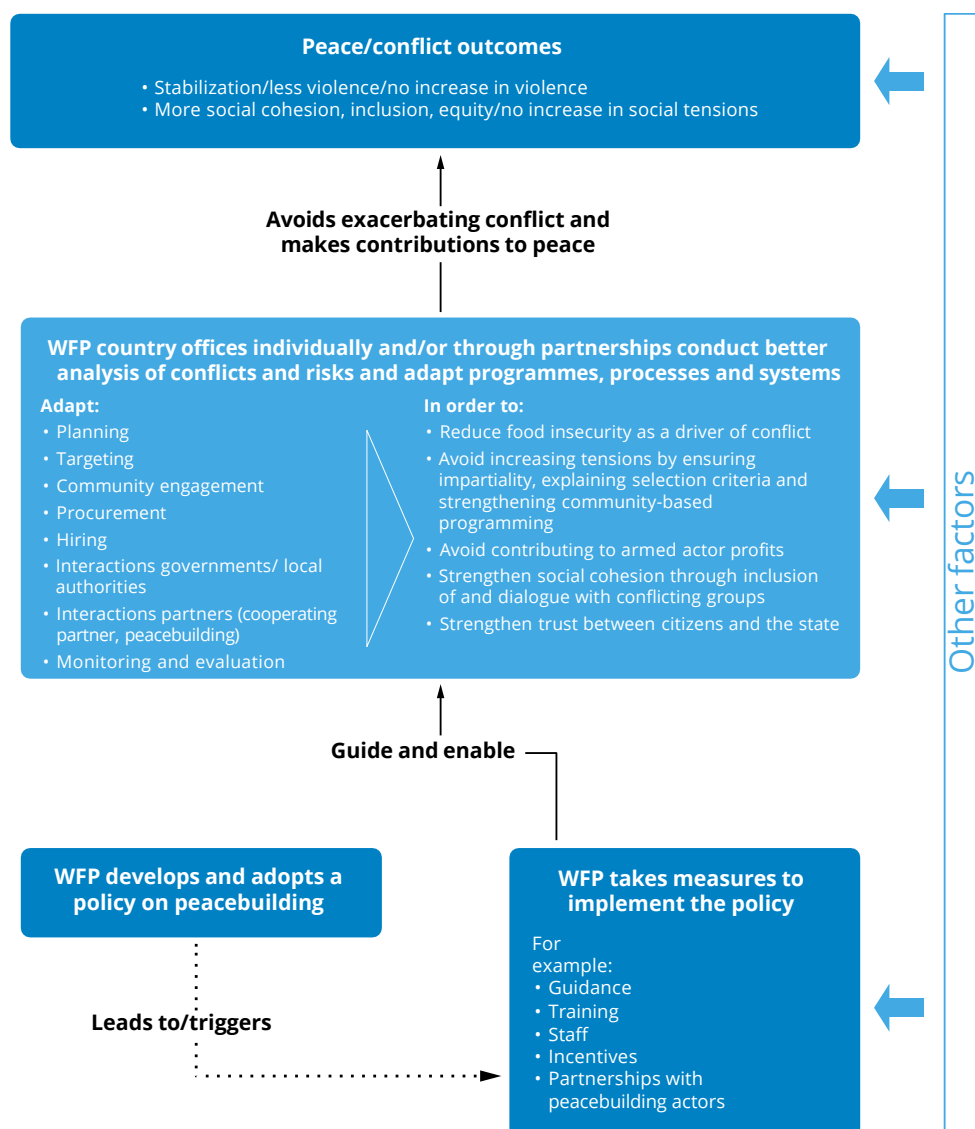 Peace/conflict outcomes
• Stabilization/less violence/no increase in violence
• More social cohesion, inclusion, equity/no increase in social tensions
Avoids exacerbating conflict and
makes contributions to peace
WFP country offices individually and/or through partnerships conduct better
analysis of conflicts and risks and adapt programmes, processes and systems
Adapt:
• Planning
• Targeting
• Community engagement
• Procurement
• Hiring
• Interactions governments/ local
authorities
• Interactions partners (cooperating
partner, peacebuilding)
• Monitoring and evaluation
In order to:
• Reduce food insecurity as a driver of conflict
• Avoid increasing tensions by ensuring
impartiality, explaining selection criteria and
strengthening community-based
programming
• Avoid contributing to armed actor profits
• Strengthen social cohesion through inclusion
of and dialogue with conflicting groups
• Strengthen trust between citizens and the state
Guide and enable
WFP develops and adopts a
policy on peacebuilding
Leads to/triggers
WFP takes measures to
implement the policy
For
example:
• Guidance
• Training
• Staff
• Incentives
• Partnerships with
peacebuilding actors
Other factors